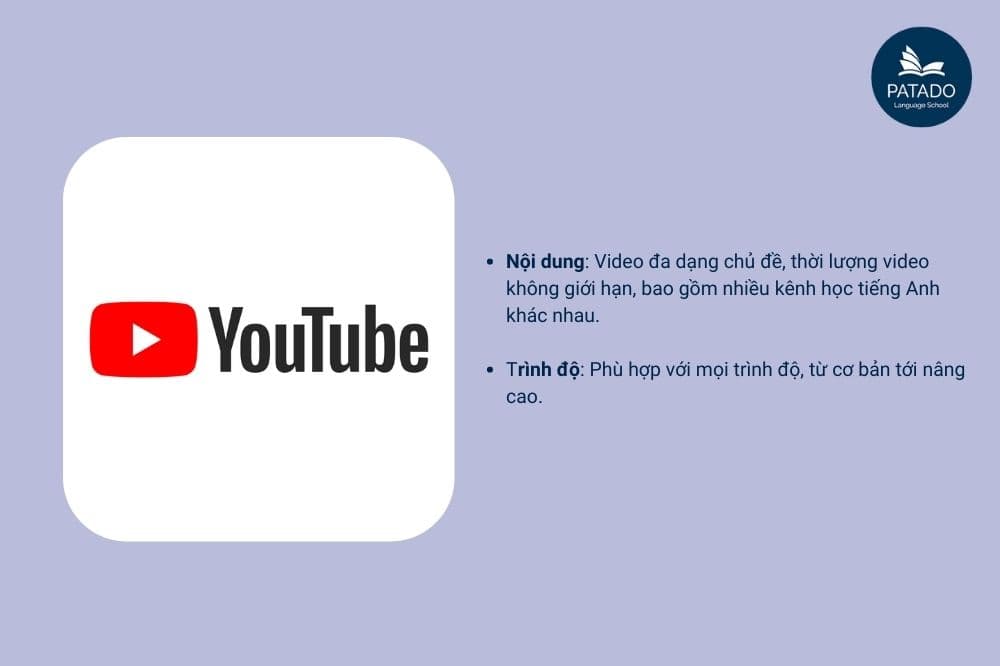 PATADO
Language School
YouTube
• Nội dung: Video đa dạng chủ đề, thời lượng video
không giới hạn, bao gồm nhiều kênh học tiếng Anh
khác nhau.
• Trình độ: Phù hợp với mọi trình độ, từ cơ bản tới nâng
cao.